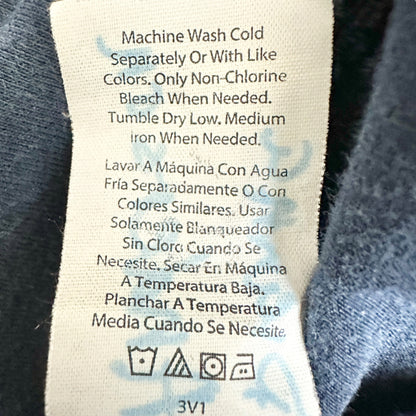 Machine Wash Cold
Separately Or With Like
Colors. Only Non-Chlorine
Bleach When Needed.
Tumble Dry Low. Medium
Iron When Needed.
Lavar A Máquina Con Agua
Fría Separadamente O Con
Colores Similares. Usar
Solamente Blanqueador
Sin Cloro Cuando Se
Necesite. Secar En Máquina
A Temperatura Baja.
Planchar A Temperatura
Media Cuando Se Necesite.
3V1